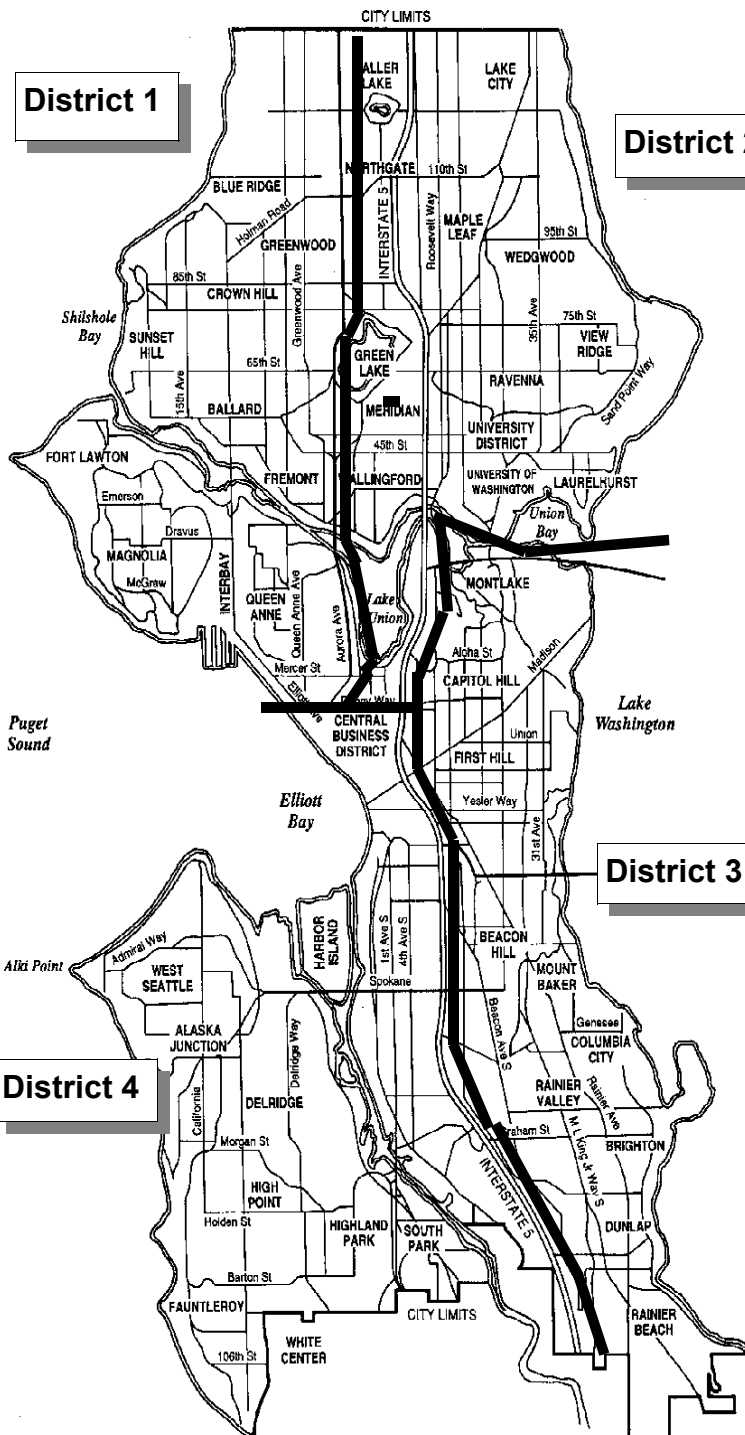 CITY LIMITS
District 1
ALLER
LAKE
LAKE
CITY
District 2
NORTHGATE
110th St
BLUE RIDGE
Holman Road
GREENWOOD
INTERSTATE 5
Roosevelt Way
MAPLE
LEAF
95th St
WEDGWOOD
85th St
CROWN HILL
Greenwood Ave
35th Ave
Shilshole
Bay
SUNSET
HILL
75th St
VIEW
RIDGE
GREEN
LAKE
65th St
15th Ave
RAVENNA
Sand Point Way
BALLARD
MERIDIAN
UNIVERSITY
DISTRICT
45th St
FORT LAWTON
FREMONT
WALLINGFORD
UNIVERSITY OF
WASHINGTON
LAURELHURST
Emerson
Union
Bay
Dravus
MAGNOLIA
McGraw
INTERBAY
QUEEN
ANNE
Queen Anne Ave
Aurora Ave
MONTLAKE
Lake
Union
Aloha St
Madison
Mercer St
CAPITOL HILL
Elliott Ave
Denny Way
CENTRAL
BUSINESS
DISTRICT
Lake
Washington
Puget
Sound
Union
FIRST HILL
Elliott
Bay
Yesler Way
31st Ave
District 3
HARBOR
ISLAND
1st Ave S
4th Ave S
BEACON
HILL
Admiral Way
Alki Point
WEST
SEATTLE
MOUNT
BAKER
Spokane
Genesee
ALASKA
JUNCTION
Delridge Way
Beacon Ave S
COLUMBIA
CITY
District 4
California
DELRIDGE
RAINIER
VALLEY
Rainier Ave
Graham St
M L King Jr Way S
BRIGHTON
Morgan St
HIGH
POINT
INTERSTATE 5
Holden St
HIGHLAND
PARK
SOUTH
PARK
DUNLAP
Barton St
FAUNTLEROY
CITY LIMITS
RAINIER
BEACH
WHITE
CENTER
106th St